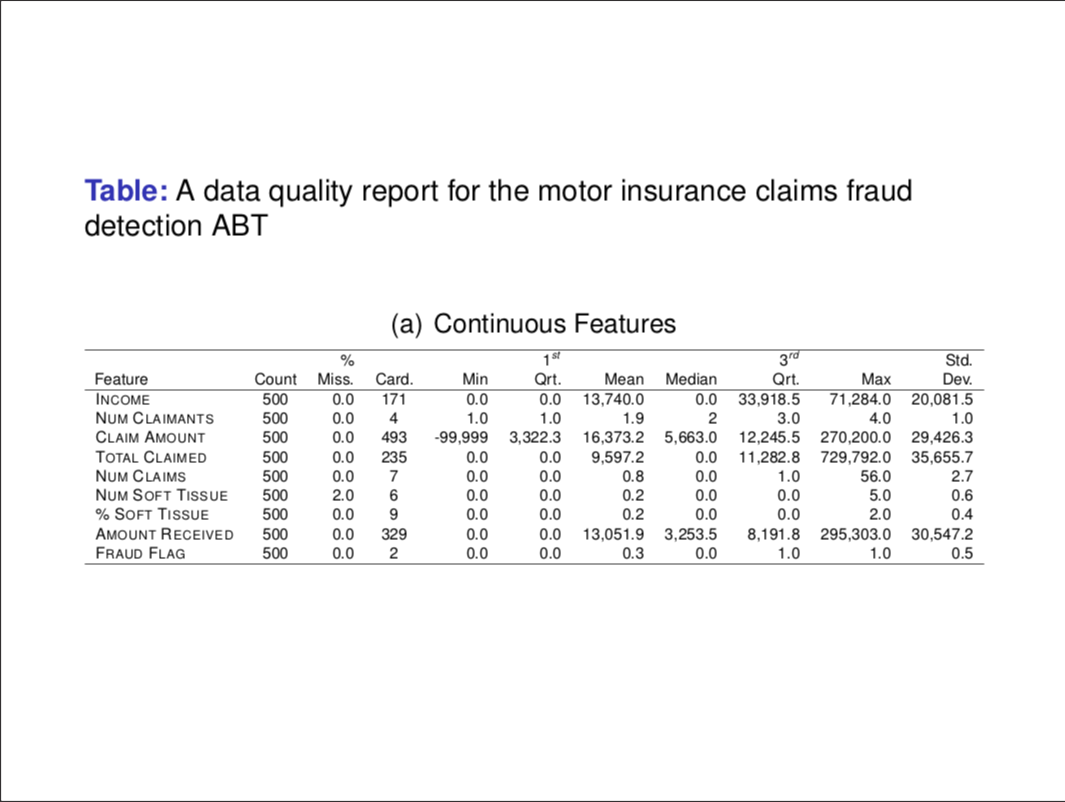 Table: A data quality report for the motor insurance claims fraud
detection ABT
(a) Continuous Features
% 1st 3rd Std.
Feature Count Miss. Card. Min Qrt. Mean Median Qrt. Max Dev.
INCOME 500 0.0 171 0.0 0.0 13,740.0 0.0 33,918.5 71,284.0 20,081.5
NUM CLAIMANTS 500 0.0 4 1.0 1.0 1.9 2 3.0 4.0 1.0
CLAIM AMOUNT 500 0.0 493 -99,999 3,322.3 16,373.2 5,663.0 12,245.5 270,200.0 29,426.3
TOTAL CLAIMED 500 0.0 235 0.0 0.0 9,597.2 0.0 11,282.8 729,792.0 35,655.7
NUM CLAIMS 500 0.0 7 0.0 0.0 0.8 0.0 1.0 56.0 2.7
NUM SOFT TISSUE 500 2.0 6 0.0 0.0 0.2 0.0 0.0 5.0 0.6
% SOFT TISSUE 500 0.0 9 0.0 0.0 0.2 0.0 0.0 2.0 0.4
AMOUNT RECEIVED 500 0.0 329 0.0 0.0 13,051.9 3,253.5 8,191.8 295,303.0 30,547.2
FRAUD FLAG 500 0.0 2 0.0 0.0 0.3 0.0 1.0 1.0 0.5